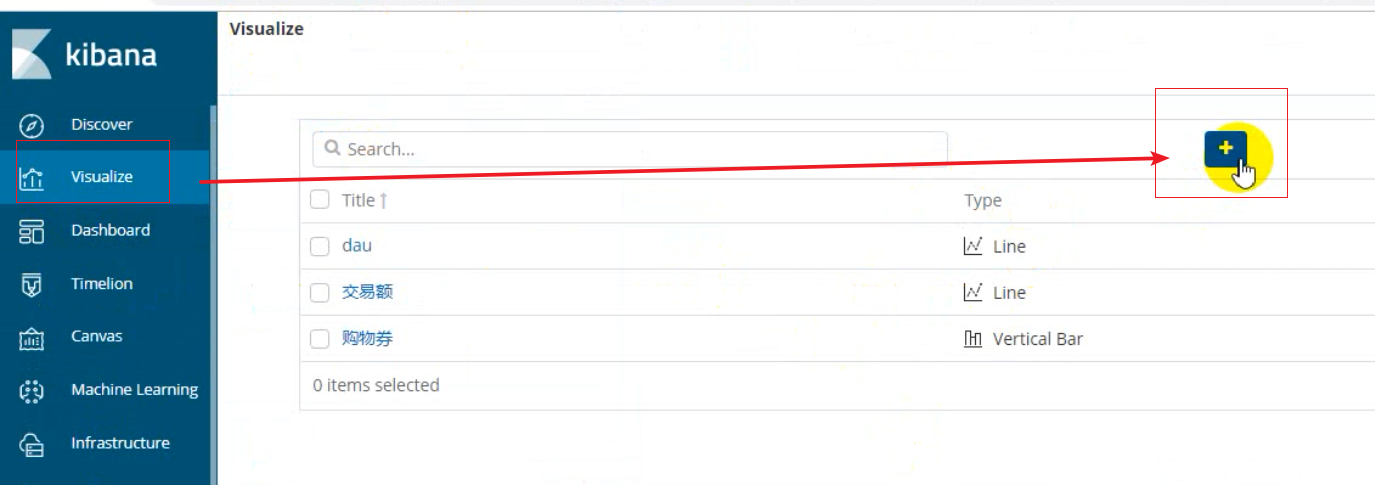 kibana
Discover
Visualize
Dashboard
Timelion
Canvas
Machine Learning
Infrastructure
Visualize
Search...
Title↑ Type
dau Line
交易额 Line
购物券 Vertical Bar
0 items selected